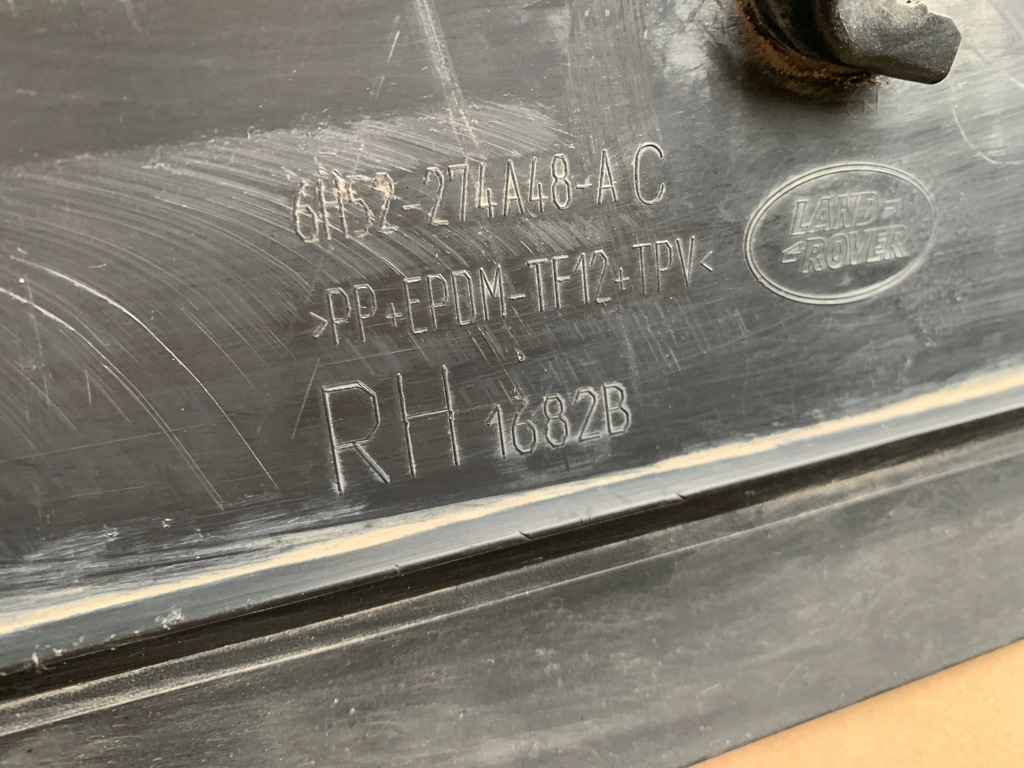 6H52-274A48-AC
>PP+EPDM-TF12+TPV<
RH 1682B
LAND-
-ROVER